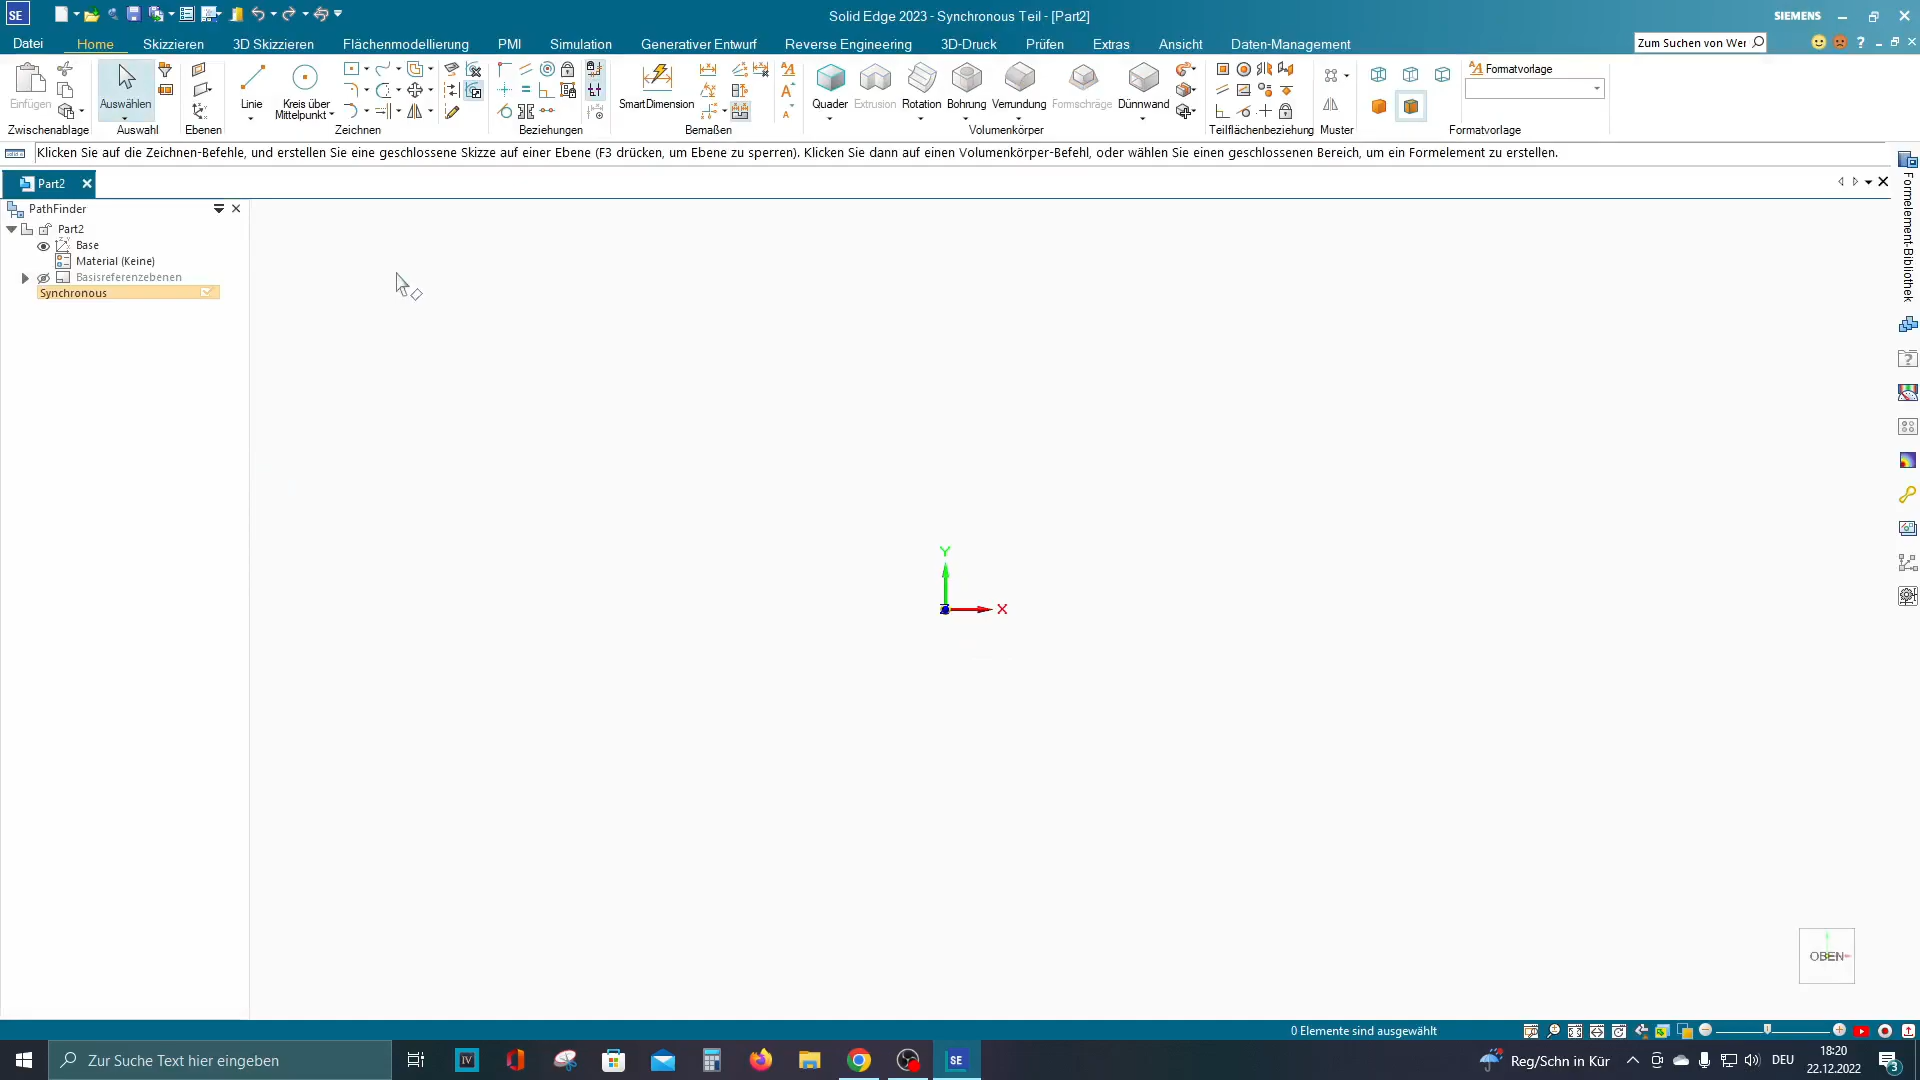 SE
Solid Edge 2023 - Synchronous Teil - [Part2]
SIEMENS
Datei
Home
Skizzieren
3D Skizzieren
Flächenmodellierung
PMI
Simulation
Generativer Entwurf
Reverse Engineering
3D-Druck
Prüfen
Extras
Ansicht
Daten-Management
Zum Suchen von Wer
Einfügen
Auswählen
Linie
Kreis über
Mittelpunkt
SmartDimension
Quader
Extrusion
Rotation
Bohrung
Verrundung
Formschräge
Dünnwand
Formatvorlage
Zwischenablage
Auswahl
Ebenen
Zeichnen
Beziehungen
Bemaßen
Volumenkörper
Teilflächenbeziehung
Muster
Formatvorlage
Klicken Sie auf die Zeichnen-Befehle, und erstellen Sie eine geschlossene Skizze auf einer Ebene (F3 drücken, um Ebene zu sperren). Klicken Sie dann auf einen Volumenkörper-Befehl, oder wählen Sie einen geschlossenen Bereich, um ein Formelement zu erstellen.
Part2
PathFinder
Part2
Base
Material (Keine)
Basisreferenzebenen
Synchronous
Formelement-Bibliothek
Y
X
Z
OBEN
0 Elemente sind ausgewählt
Zur Suche Text hier eingeben
IV
SE
Reg/Schn in Kür
DEU
18:20
22.12.2022
3